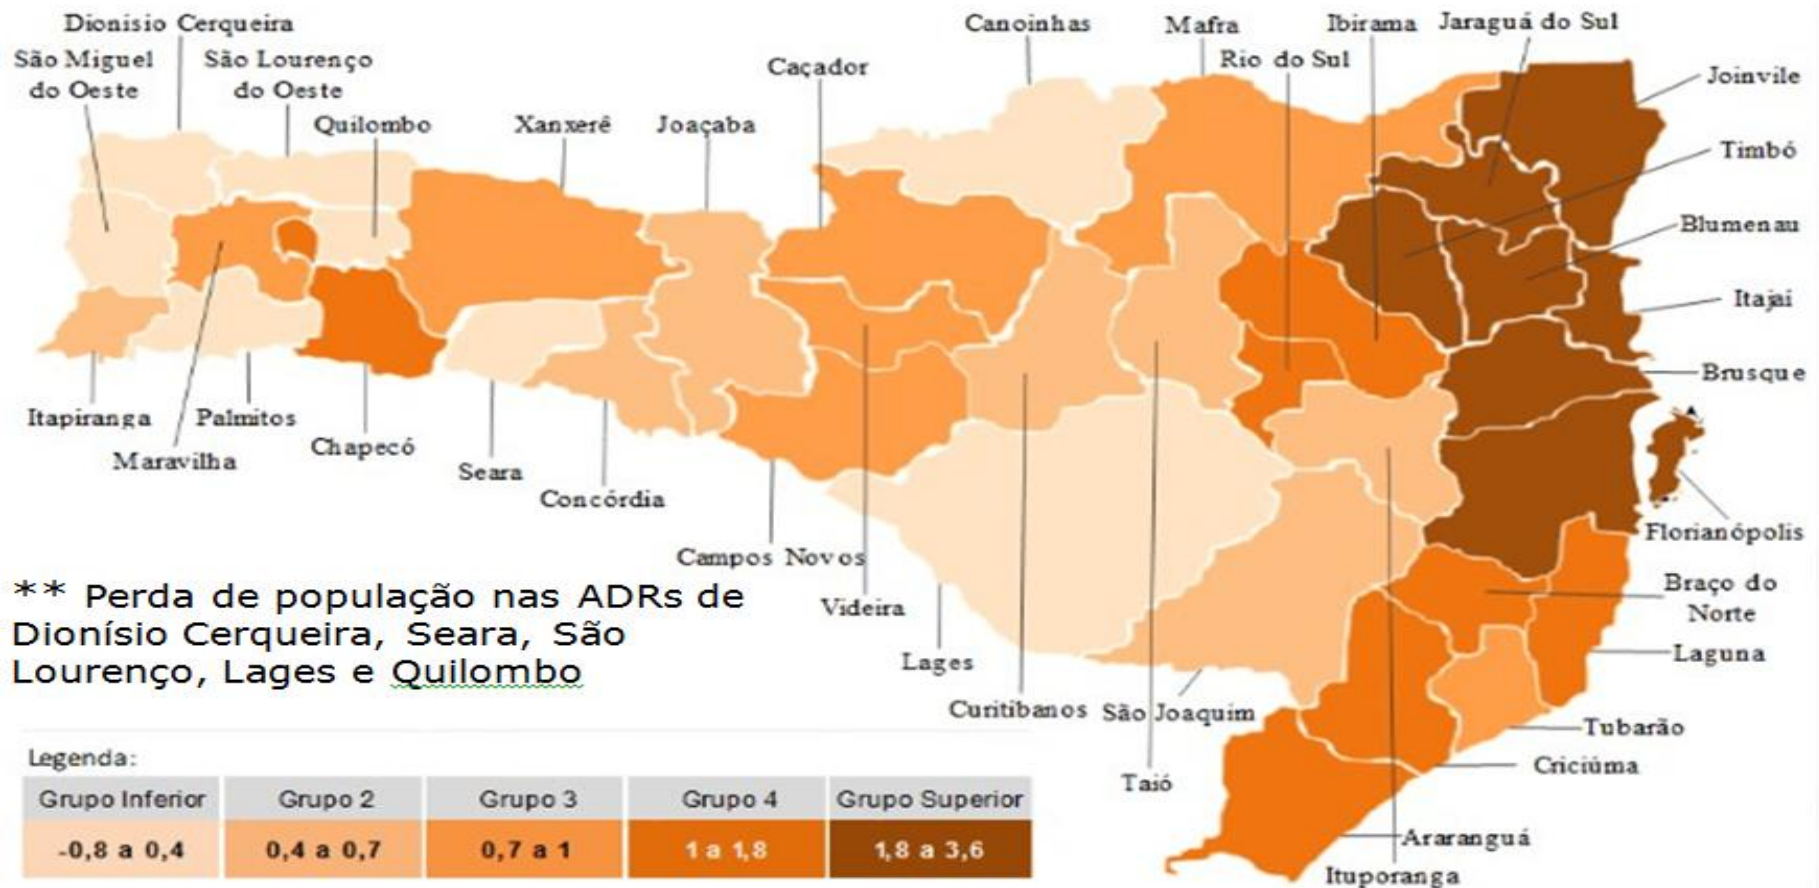 Dionísio Cerqueira
São Miguel
do Oeste
São Lourenço
do Oeste
Quilombo
Xanxerê
Joaçaba
Caçador
Canoinhas
Mafra
Ibirama
Rio do Sul
Jaraguá do Sul
Joinvile
Timbó
Blumenau
Itajaí
Brusque
Florianópolis
Braço do
Norte
Laguna
Tubarão
Criciúma
Araranguá
Ituporanga
Taió
São Joaquim
Curitibanos
Lages
Videira
Campos Novos
Concórdia
Seara
Chapecó
Palmitos
Maravilha
Itapiranga
** Perda de população nas ADRs de
Dionísio Cerqueira, Seara, São
Lourenço, Lages e Quilombo
Legenda:
Grupo Inferior Grupo 2 Grupo 3 Grupo 4 Grupo Superior
-0,8 a 0,4 0,4 a 0,7 0,7 a 1 1 a 1,8 1,8 a 3,6